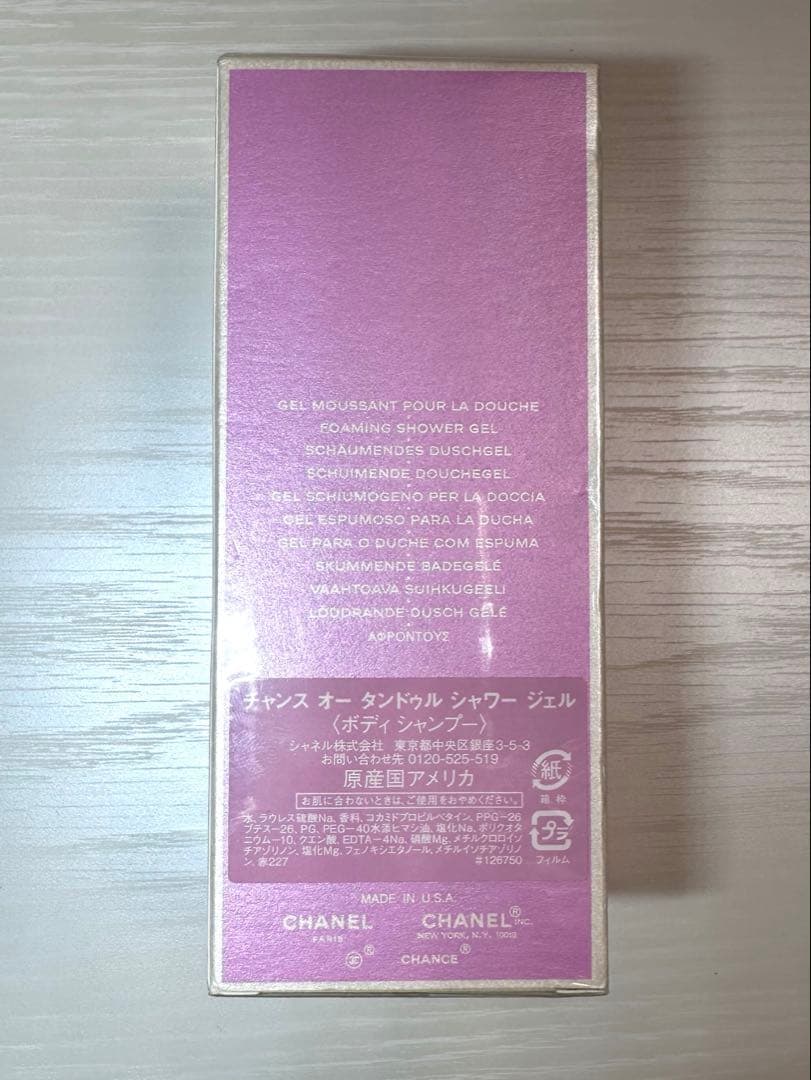 GEL MOUSSANT POUR LA DOUCHE
FOAMING SHOWER GEL
SCHÄUMENDES DUSCHGEL
SCHUIMENDE DOUCHEGEL
GEL SCHIUMOGENO PER LA DOCCIA
GEL ESPUMOSO PARA LA DUCHA
GEL PARA O DUCHE COM ESPUMA
SKUMMENDE BADEGELÉ
VAAHTOAVA SUIHKUGEELI
LÖDDRANDE DUSCH GELÉ
ΑΦΡΟΝΤΟΥΣ
チャンス オー タンドゥル シャワー ジェル
〈ボディ シャンプー〉
シャネル株式会社 東京都中央区銀座3-5-3
お問い合わせ先 0120-525-519
原産国アメリカ
お肌に合わないときは、ご使用をおやめください。
水, ラウレス硫酸Na, 香料, コカミドプロピルベタイン, PPG-26
ブテス-26, PG, PEG-40水添ヒマシ油, 塩化Na, ポリクオタ
ニウム-10, クエン酸, EDTA-4Na, 硝酸Mg, メチルクロロイソ
チアゾリノン, 塩化Mg, フェノキシエタノール, メチルイソチアゾリノ
ン, 赤227 #126750
紙
箱 枠
プラ
フィルム
MADE IN U.S.A.
CHANEL CHANEL® INC.
PARIS NEW YORK, N.Y. 10019
® CHANCE®